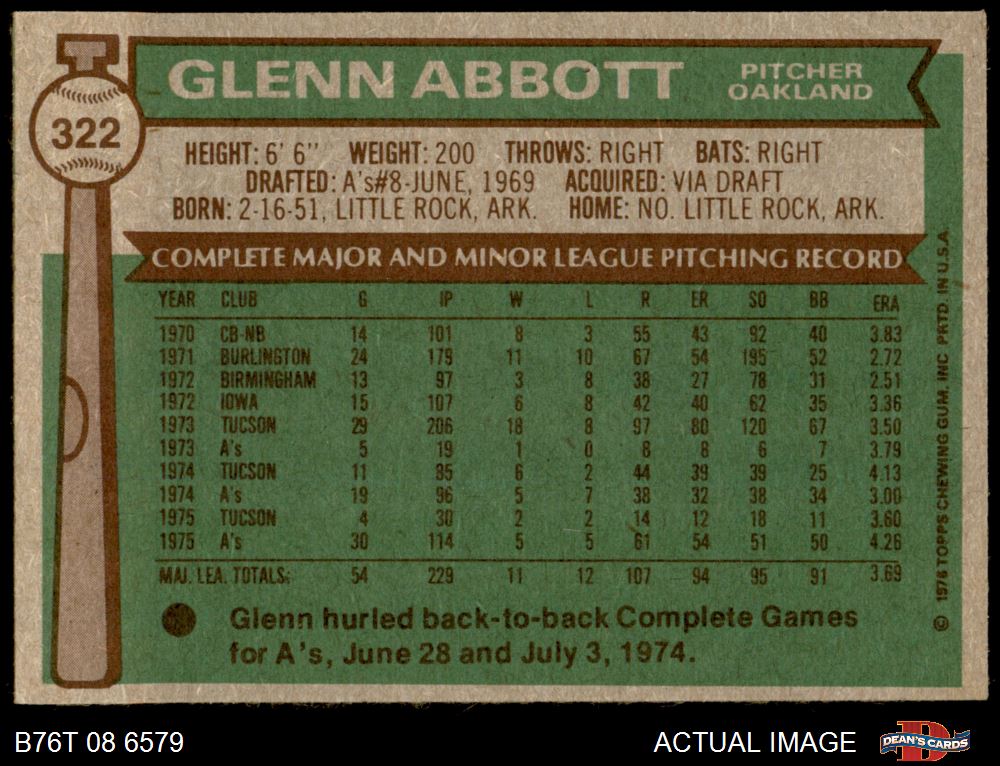 322
GLENN ABBOTT
PITCHER
OAKLAND
HEIGHT: 6' 6" WEIGHT: 200 THROWS: RIGHT BATS: RIGHT
DRAFTED: A's#8-JUNE, 1969 ACQUIRED: VIA DRAFT
BORN: 2-16-51, LITTLE ROCK, ARK. HOME: NO. LITTLE ROCK, ARK.
COMPLETE MAJOR AND MINOR LEAGUE PITCHING RECORD
YEAR CLUB G IP W L R ER SO BB ERA
1970 CB-NB 14 101 8 3 55 43 92 40 3.83
1971 BURLINGTON 24 179 11 10 67 54 195 52 2.72
1972 BIRMINGHAM 13 97 3 8 38 27 78 31 2.51
1972 IOWA 15 107 6 8 42 40 62 35 3.36
1973 TUCSON 29 206 18 8 97 80 120 67 3.50
1973 A's 5 19 1 0 8 8 6 7 3.79
1974 TUCSON 11 85 6 2 44 39 39 25 4.13
1974 A's 19 96 5 7 38 32 38 34 3.00
1975 TUCSON 4 30 2 2 14 12 18 11 3.60
1975 A's 30 114 5 5 61 54 51 50 4.26
MAJ. LEA. TOTALS: 54 229 11 12 107 94 95 91 3.69
Glenn hurled back-to-back Complete Games
for A's, June 28 and July 3, 1974.
© 1976 TOPPS CHEWING GUM, INC. PRTD. IN U.S.A.
B76T 08 6579
ACTUAL IMAGE
D
DEAN'S CARDS